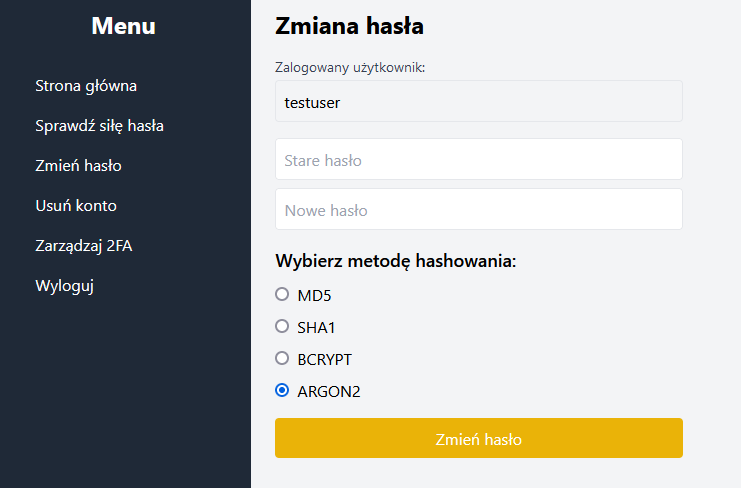 Menu
Strona główna
Sprawdź siłę hasła
Zmień hasło
Usuń konto
Zarządzaj 2FA
Wyloguj
Zmiana hasła
Zalogowany użytkownik:
testuser
Stare hasło
Nowe hasło
Wybierz metodę hashowania:
MD5
SHA1
BCRYPT
ARGON2
Zmień hasło